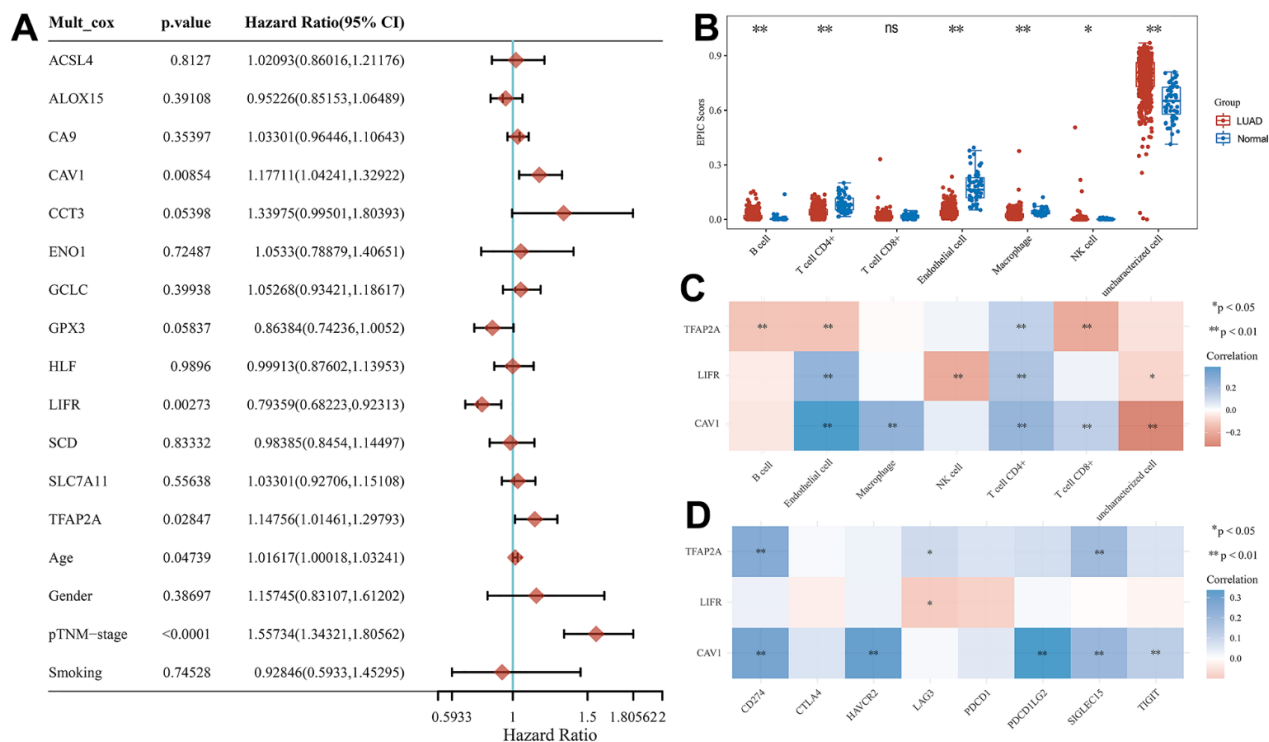 A
Mult_cox p.value Hazard Ratio(95% CI)
ACSL4 0.8127 1.02093(0.86016,1.21176)
ALOX15 0.39108 0.95226(0.85153,1.06489)
CA9 0.35397 1.03301(0.96446,1.10643)
CAV1 0.00854 1.17711(1.04241,1.32922)
CCT3 0.05398 1.33975(0.99501,1.80393)
ENO1 0.72487 1.0533(0.78879,1.40651)
GCLC 0.39938 1.05268(0.93421,1.18617)
GPX3 0.05837 0.86384(0.74236,1.0052)
HLF 0.9896 0.99913(0.87602,1.13953)
LIFR 0.00273 0.79359(0.68223,0.92313)
SCD 0.83332 0.98385(0.8454,1.14497)
SLC7A11 0.55638 1.03301(0.92706,1.15108)
TFAP2A 0.02847 1.14756(1.01461,1.29793)
Age 0.04739 1.01617(1.00018,1.03241)
Gender 0.38697 1.15745(0.83107,1.61202)
pTNM−stage <0.0001 1.55734(1.34321,1.80562)
Smoking 0.74528 0.92846(0.5933,1.45295)
0.5933 1 1.5 1.805622
Hazard Ratio
B
** ** ns ** ** * **
EPIC Scores
0.9
0.6
0.3
0.0
B cell
T cell CD4+
T cell CD8+
Endothelial cell
Macrophage
NK cell
uncharacterized cell
Group
LUAD
Normal
C
TFAP2A ** ** ** **
LIFR ** ** ** *
CAV1 ** ** ** ** **
B cell
Endothelial cell
Macrophage
NK cell
T cell CD4+
T cell CD8+
uncharacterized cell
*p < 0.05
**p < 0.01
Correlation
0.2
0.0
−0.2
D
TFAP2A ** * **
LIFR *
CAV1 ** ** ** ** **
CD274
CTLA4
HAVCR2
LAG3
PDCD1
PDCD1LG2
SIGLEC15
TIGIT
*p < 0.05
**p < 0.01
Correlation
0.3
0.2
0.1
0.0